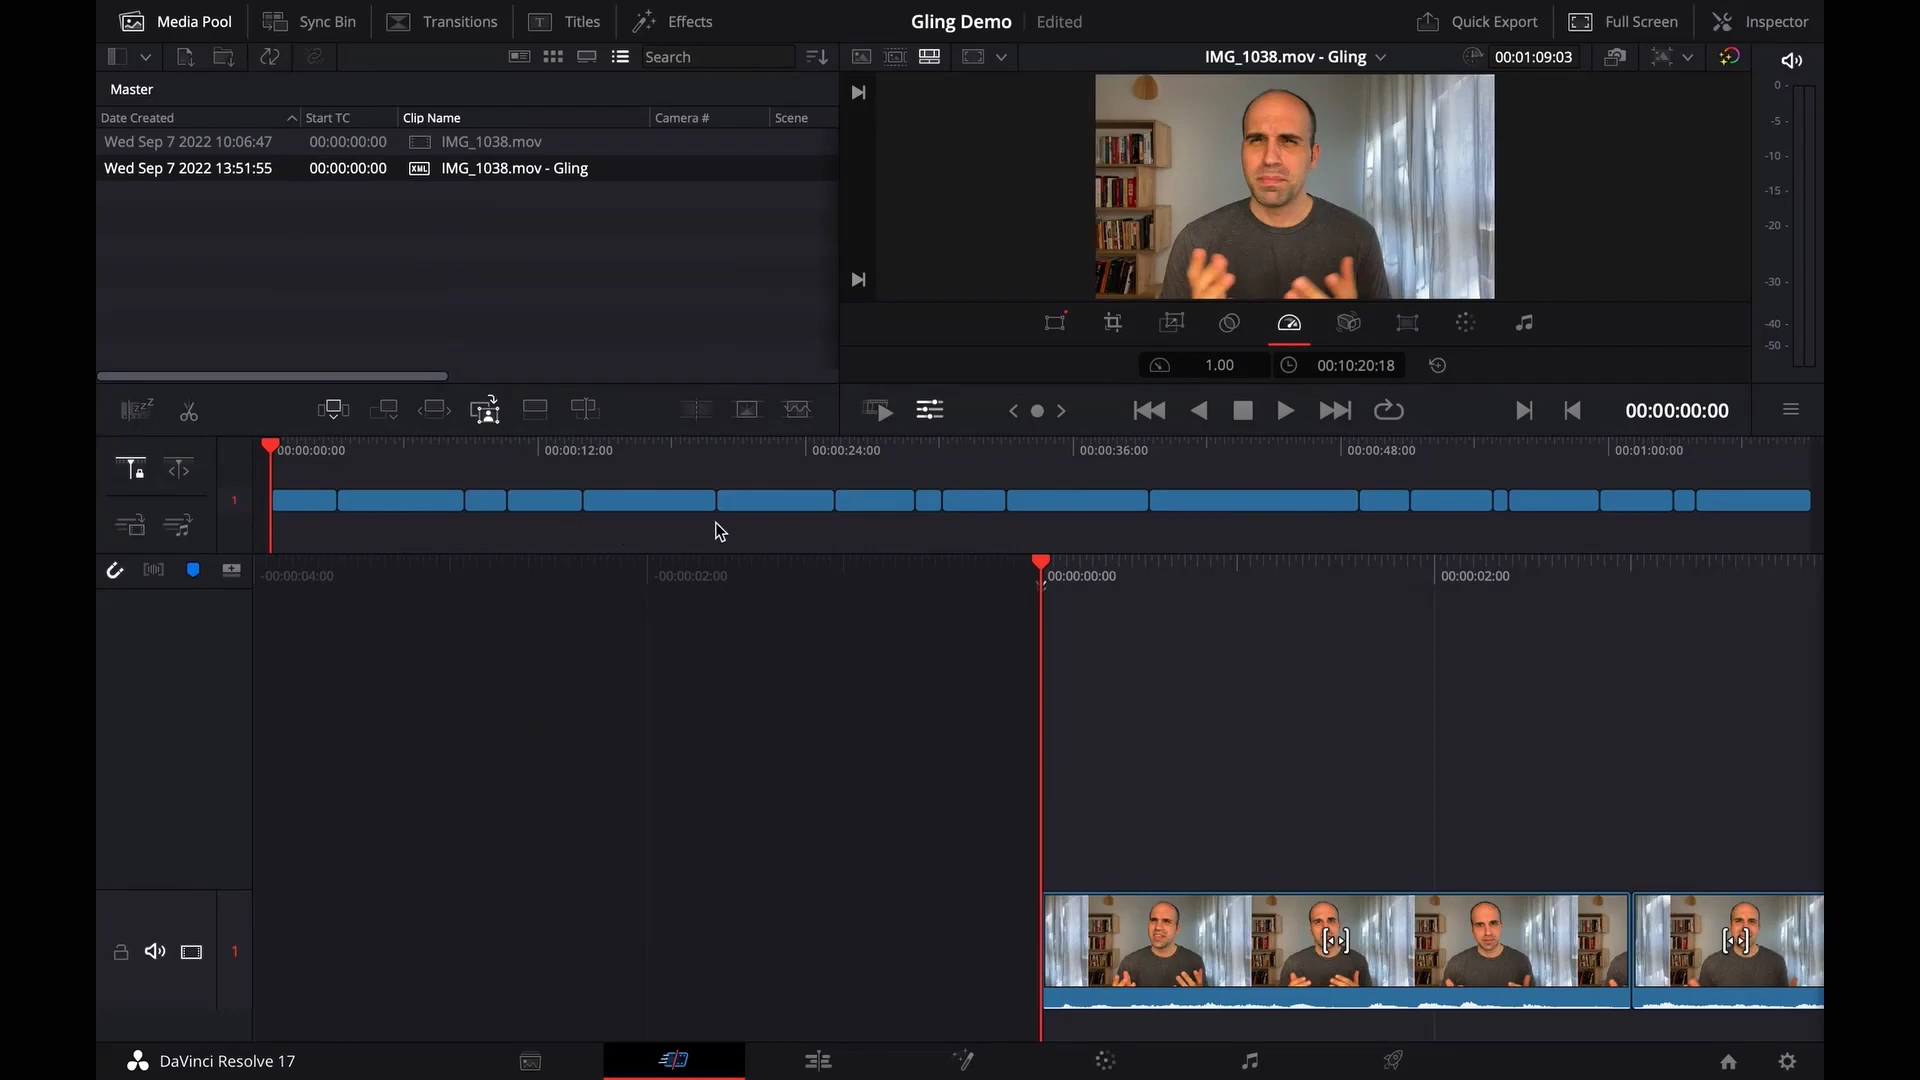 Media Pool
Sync Bin
Transitions
Titles
Effects
Gling Demo
Edited
Quick Export
Full Screen
Inspector
Search
IMG_1038.mov - Gling
00:01:09:03
Master
Date Created
Start TC
Clip Name
Camera #
Scene
Wed Sep 7 2022 10:06:47
00:00:00:00
IMG_1038.mov
Wed Sep 7 2022 13:51:55
00:00:00:00
XML
IMG_1038.mov - Gling
0
-5
-10
-15
-20
-30
-40
-50
1.00
00:10:20:18
zzZ
00:00:00:00
00:00:00:00
00:00:12:00
00:00:24:00
00:00:36:00
00:00:48:00
00:01:00:00
1
-00:00:04:00
-00:00:02:00
00:00:00:00
00:00:02:00
1
DaVinci Resolve 17